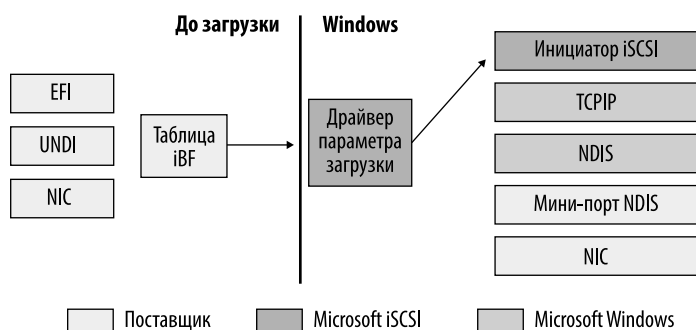 До загрузки
Windows
EFI
UNDI
NIC
Таблица
iBF
Драйвер
параметра
загрузки
Инициатор iSCSI
TCPIP
NDIS
Мини-порт NDIS
NIC
Поставщик
Microsoft iSCSI
Microsoft Windows